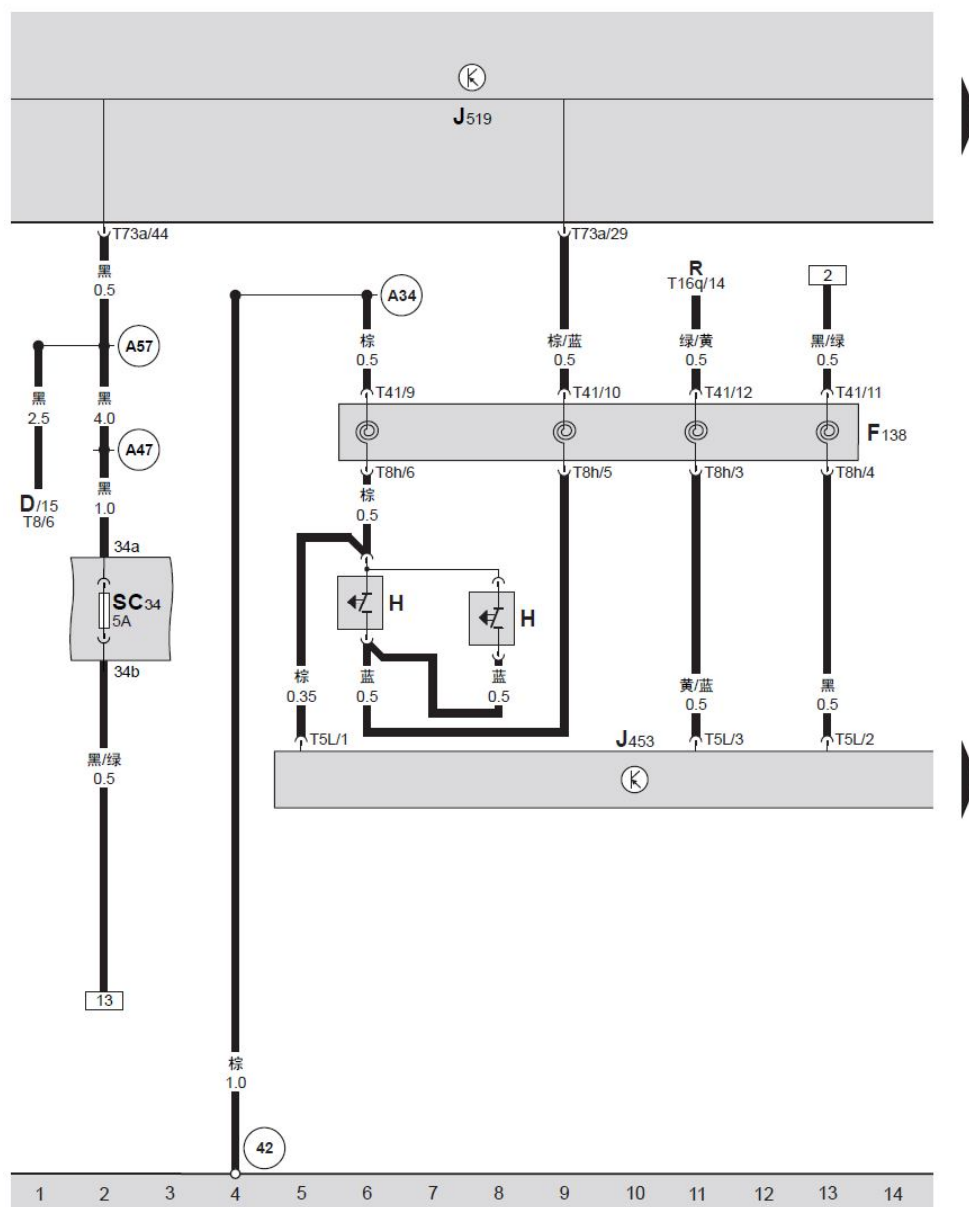 J519
T73a/44
T73a/29
黑
0.5
R
T16q/14
2
A34
A57
棕
0.5
棕/蓝
0.5
绿/黄
0.5
黑/绿
0.5
黑
2.5
黑
4.0
T41/9
T41/10
T41/12
T41/11
F138
A47
D/15
T8/6
黑
1.0
T8h/6
T8h/5
T8h/3
T8h/4
棕
0.5
34a
SC34
5A
H
H
34b
棕
0.35
蓝
0.5
蓝
0.5
黄/蓝
0.5
黑
0.5
T5L/1
J453
T5L/3
T5L/2
黑/绿
0.5
13
棕
1.0
42
1 2 3 4 5 6 7 8 9 10 11 12 13 14